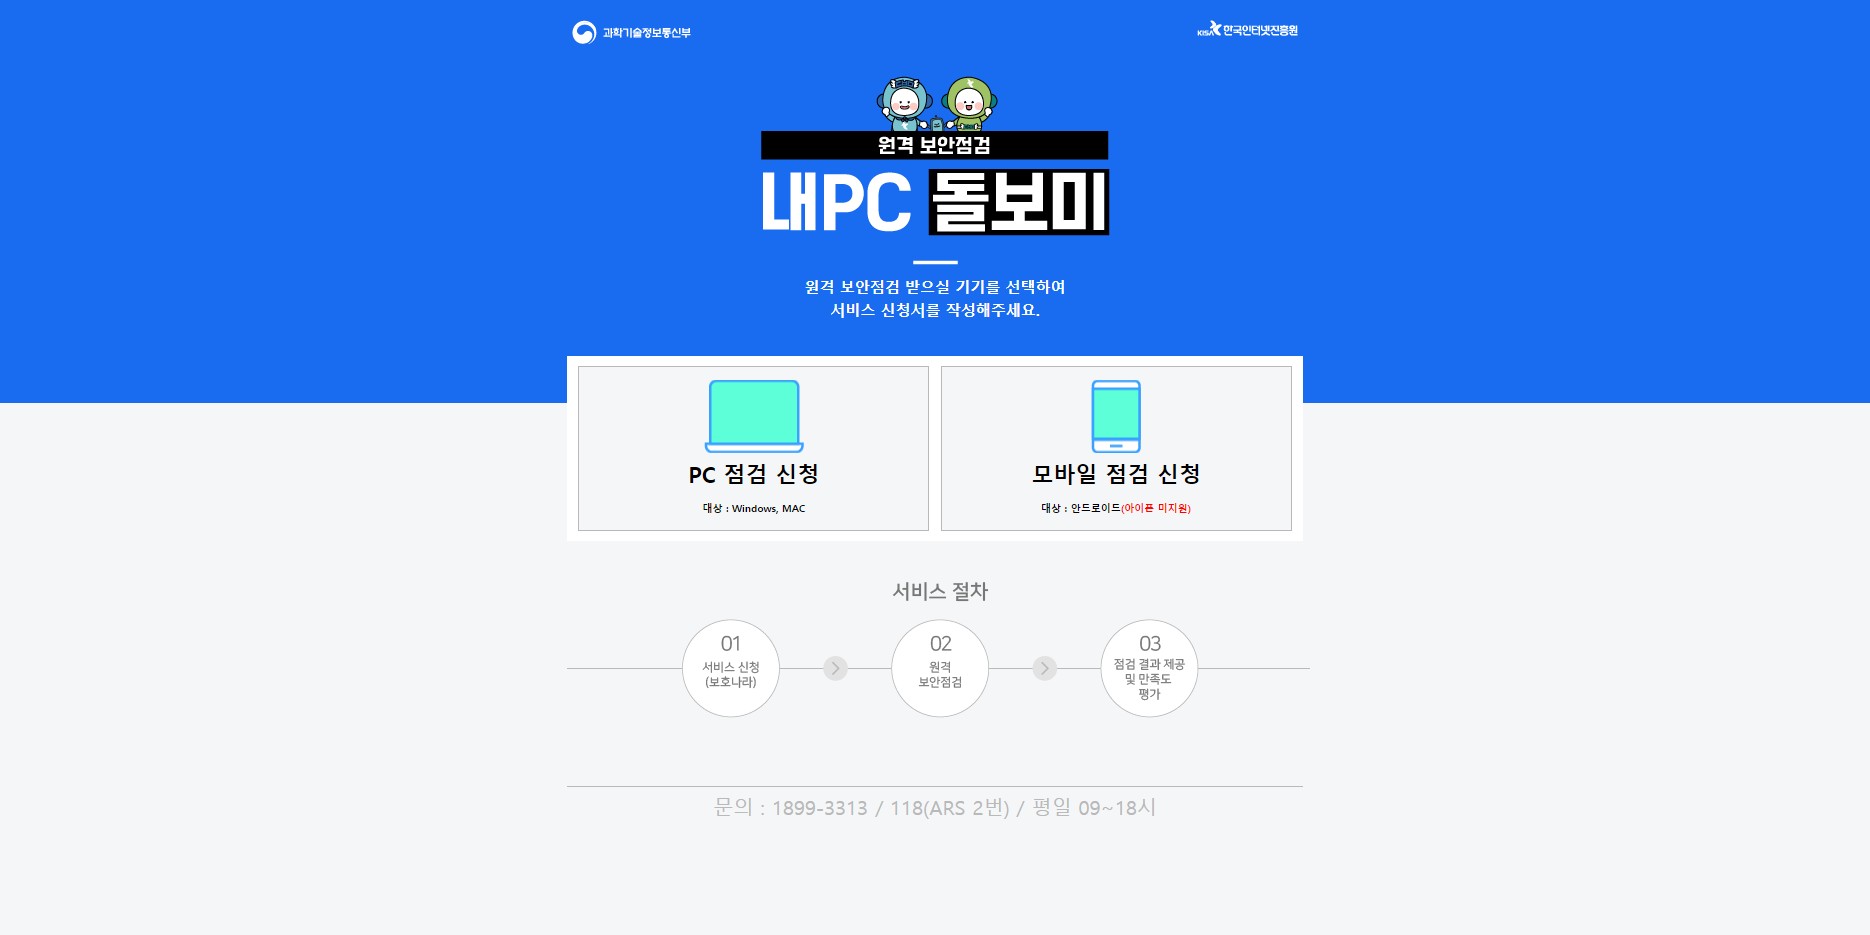 과학기술정보통신부
KISA 한국인터넷진흥원
원격 보안점검
내PC 돌보미
원격 보안점검 받으실 기기를 선택하여
서비스 신청서를 작성해주세요.
PC 점검 신청
대상 : Windows, MAC
모바일 점검 신청
대상 : 안드로이드(아이폰 미지원)
서비스 절차
01
서비스 신청
(보호나라)
02
원격
보안점검
03
점검 결과 제공
및 만족도
평가
문의 : 1899-3313 / 118(ARS 2번) / 평일 09~18시